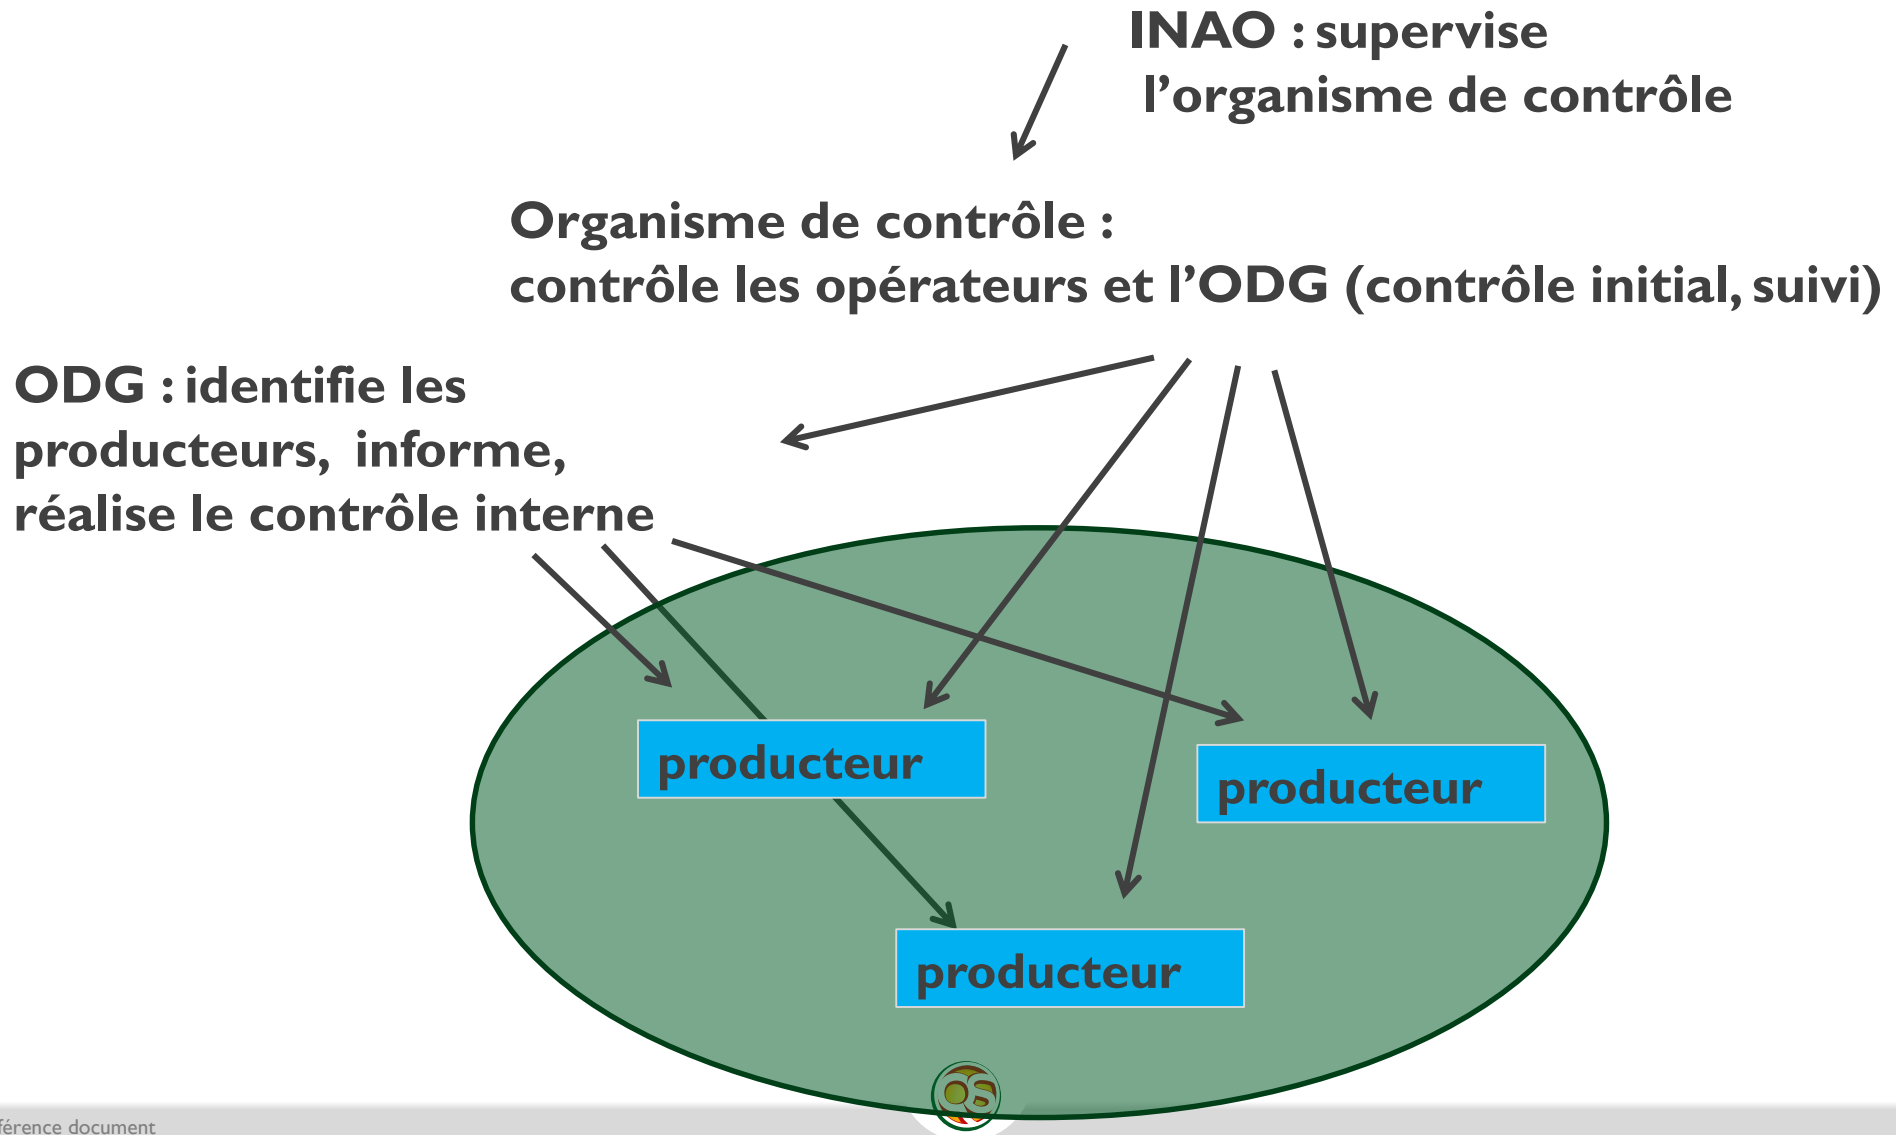 INAO : supervise
l’organisme de contrôle
Organisme de contrôle :
contrôle les opérateurs et l’ODG (contrôle initial, suivi)
ODG : identifie les
producteurs, informe,
réalise le contrôle interne
producteur
producteur
producteur
QS
document